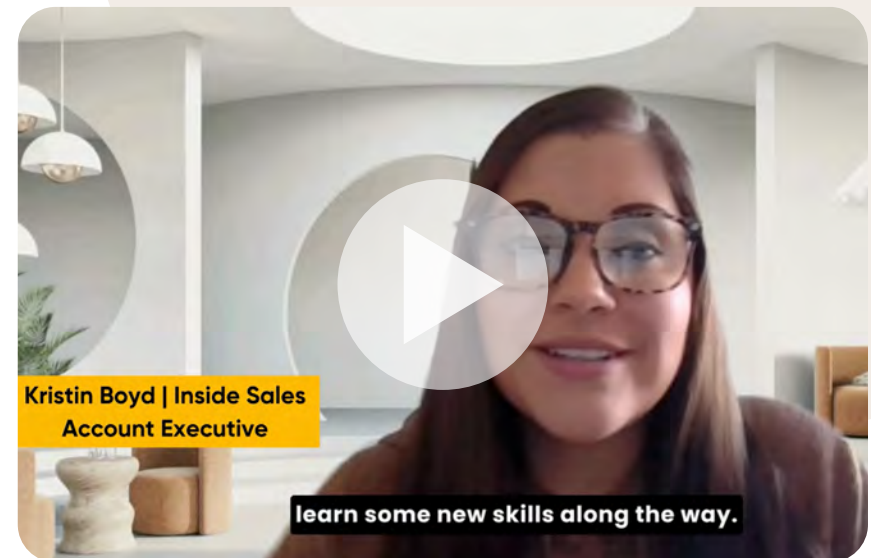 Kristin Boyd | Inside Sales
Account Executive
learn some new skills along the way.